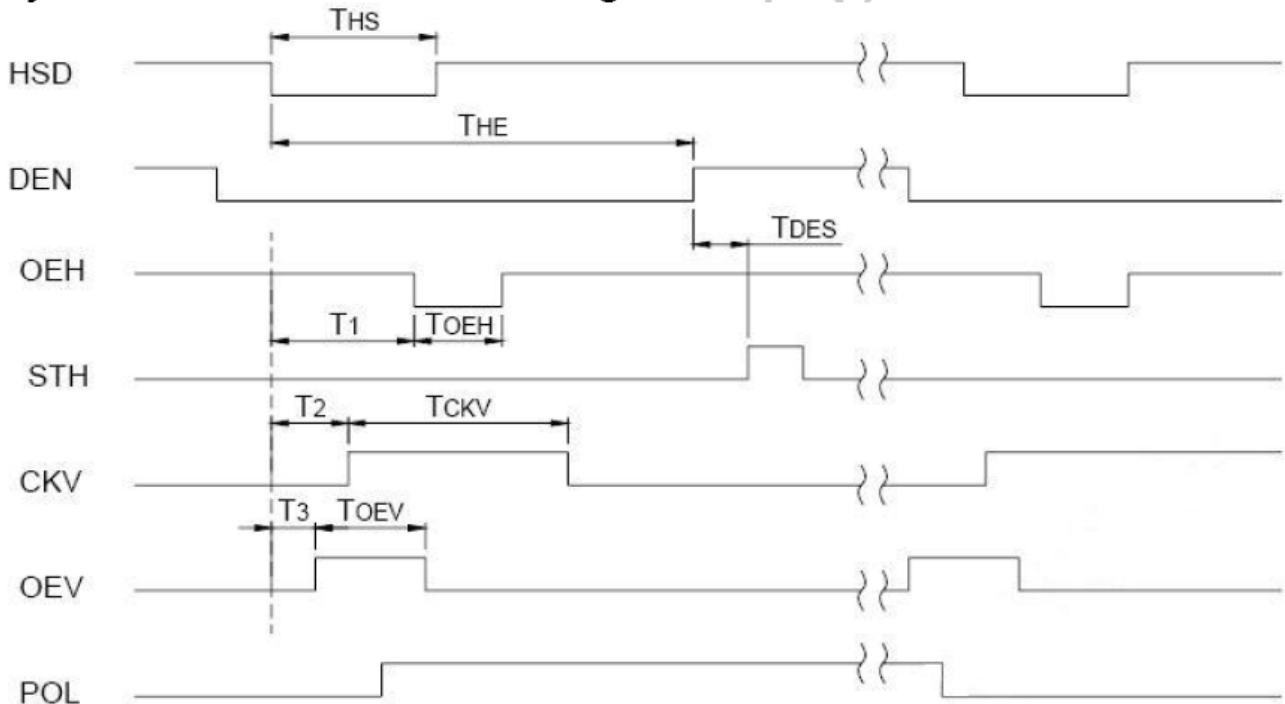 THS
HSD
THE
DEN
TDES
OEH
T1 TOEH
STH
T2 TCKV
CKV
T3 TOEV
OEV
POL